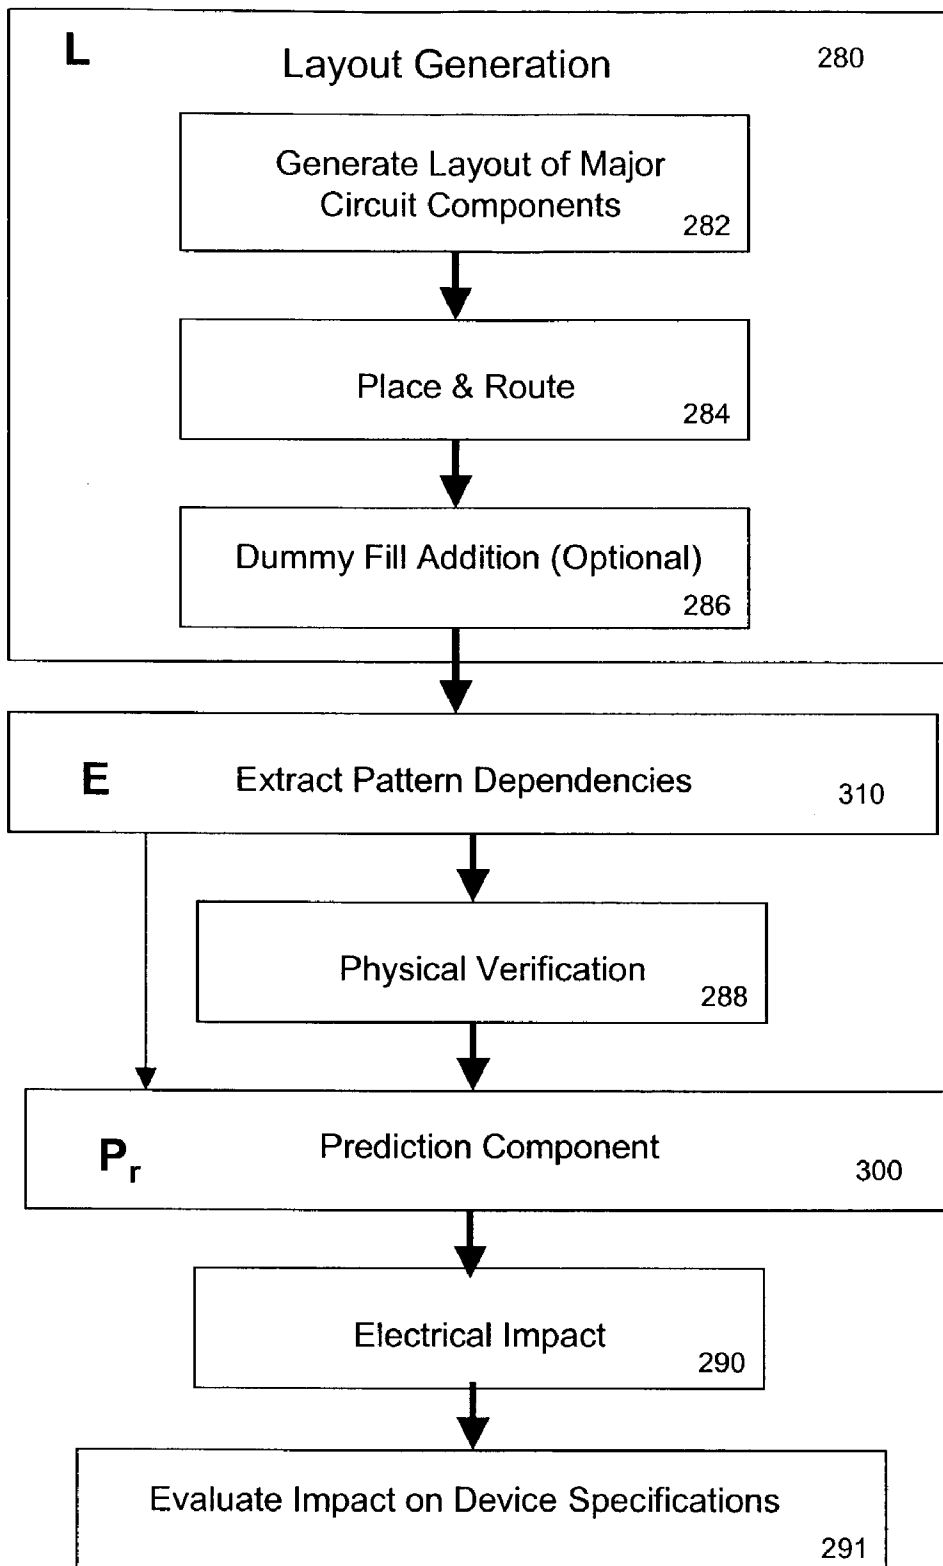 L
Layout Generation
280
Generate Layout of Major
Circuit Components
282
Place & Route
284
Dummy Fill Addition (Optional)
286
E
Extract Pattern Dependencies
310
Physical Verification
288
Pr
Prediction Component
300
Electrical Impact
290
Evaluate Impact on Device Specifications
291